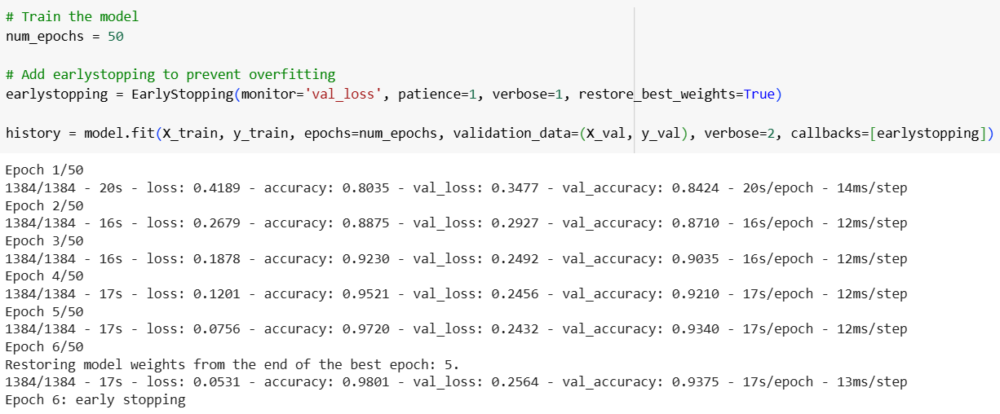 # Train the model
num_epochs = 50
# Add earlystopping to prevent overfitting
earlystopping = EarlyStopping(monitor='val_loss', patience=1, verbose=1, restore_best_weights=True)
history = model.fit(X_train, y_train, epochs=num_epochs, validation_data=(X_val, y_val), verbose=2, callbacks=[earlystopping])
Epoch 1/50
1384/1384 - 20s - loss: 0.4189 - accuracy: 0.8035 - val_loss: 0.3477 - val_accuracy: 0.8424 - 20s/epoch - 14ms/step
Epoch 2/50
1384/1384 - 16s - loss: 0.2679 - accuracy: 0.8875 - val_loss: 0.2927 - val_accuracy: 0.8710 - 16s/epoch - 12ms/step
Epoch 3/50
1384/1384 - 16s - loss: 0.1878 - accuracy: 0.9230 - val_loss: 0.2492 - val_accuracy: 0.9035 - 16s/epoch - 12ms/step
Epoch 4/50
1384/1384 - 17s - loss: 0.1201 - accuracy: 0.9521 - val_loss: 0.2456 - val_accuracy: 0.9210 - 17s/epoch - 12ms/step
Epoch 5/50
1384/1384 - 17s - loss: 0.0756 - accuracy: 0.9720 - val_loss: 0.2432 - val_accuracy: 0.9340 - 17s/epoch - 12ms/step
Epoch 6/50
Restoring model weights from the end of the best epoch: 5.
1384/1384 - 17s - loss: 0.0531 - accuracy: 0.9801 - val_loss: 0.2564 - val_accuracy: 0.9375 - 17s/epoch - 13ms/step
Epoch 6: early stopping